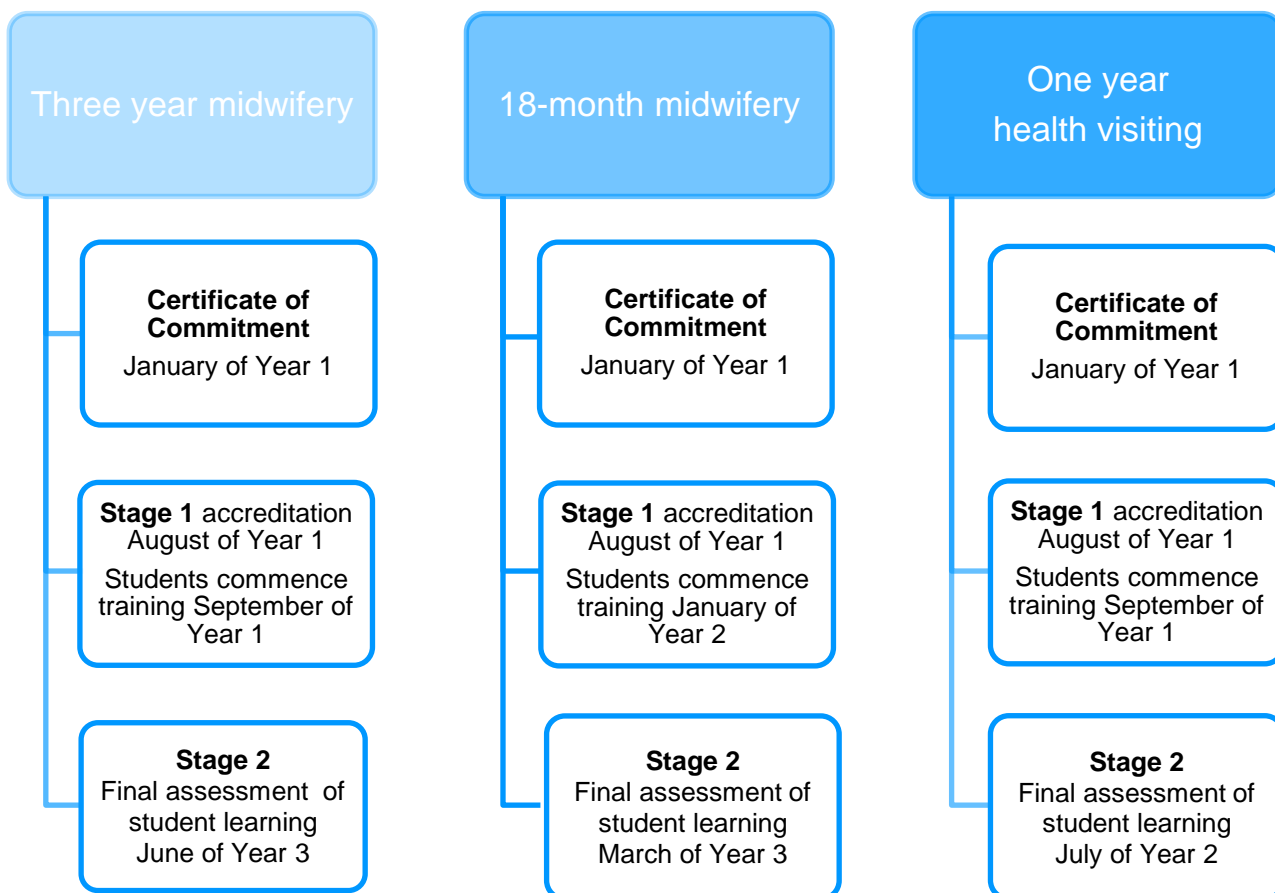 Three year midwifery
Certificate of
Commitment
January of Year 1
Stage 1 accreditation
August of Year 1
Students commence
training September of
Year 1
Stage 2
Final assessment of
student learning
June of Year 3
18-month midwifery
Certificate of
Commitment
January of Year 1
Stage 1 accreditation
August of Year 1
Students commence
training January of
Year 2
Stage 2
Final assessment of
student learning
March of Year 3
One year
health visiting
Certificate of
Commitment
January of Year 1
Stage 1 accreditation
August of Year 1
Students commence
training September of
Year 1
Stage 2
Final assessment of
student learning
July of Year 2